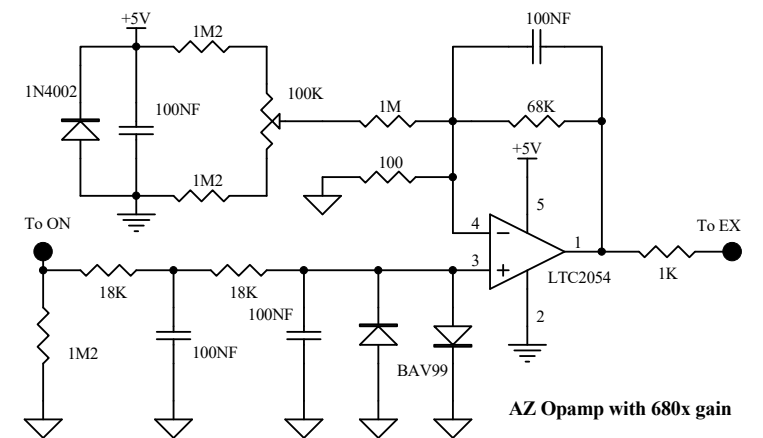 +5V
1M2
100NF
1N4002
100K
100NF
1M
68K
1M2
100
+5V
5
4
To ON
To EX
1
3
LTC2054
18K
18K
1K
100NF
2
1M2
100NF
BAV99
AZ Opamp with 680x gain